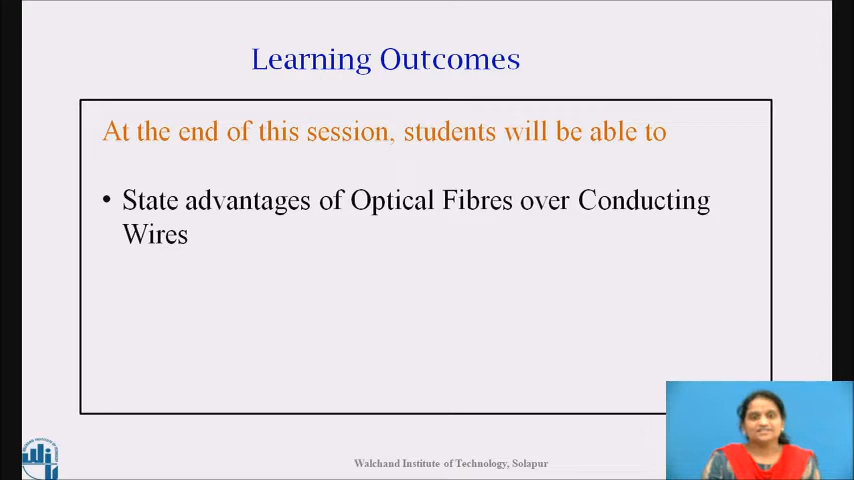 Learning Outcomes
At the end of this session, students will be able to
• State advantages of Optical Fibres over Conducting
Wires
Walchand Institute of Technology, Solapur